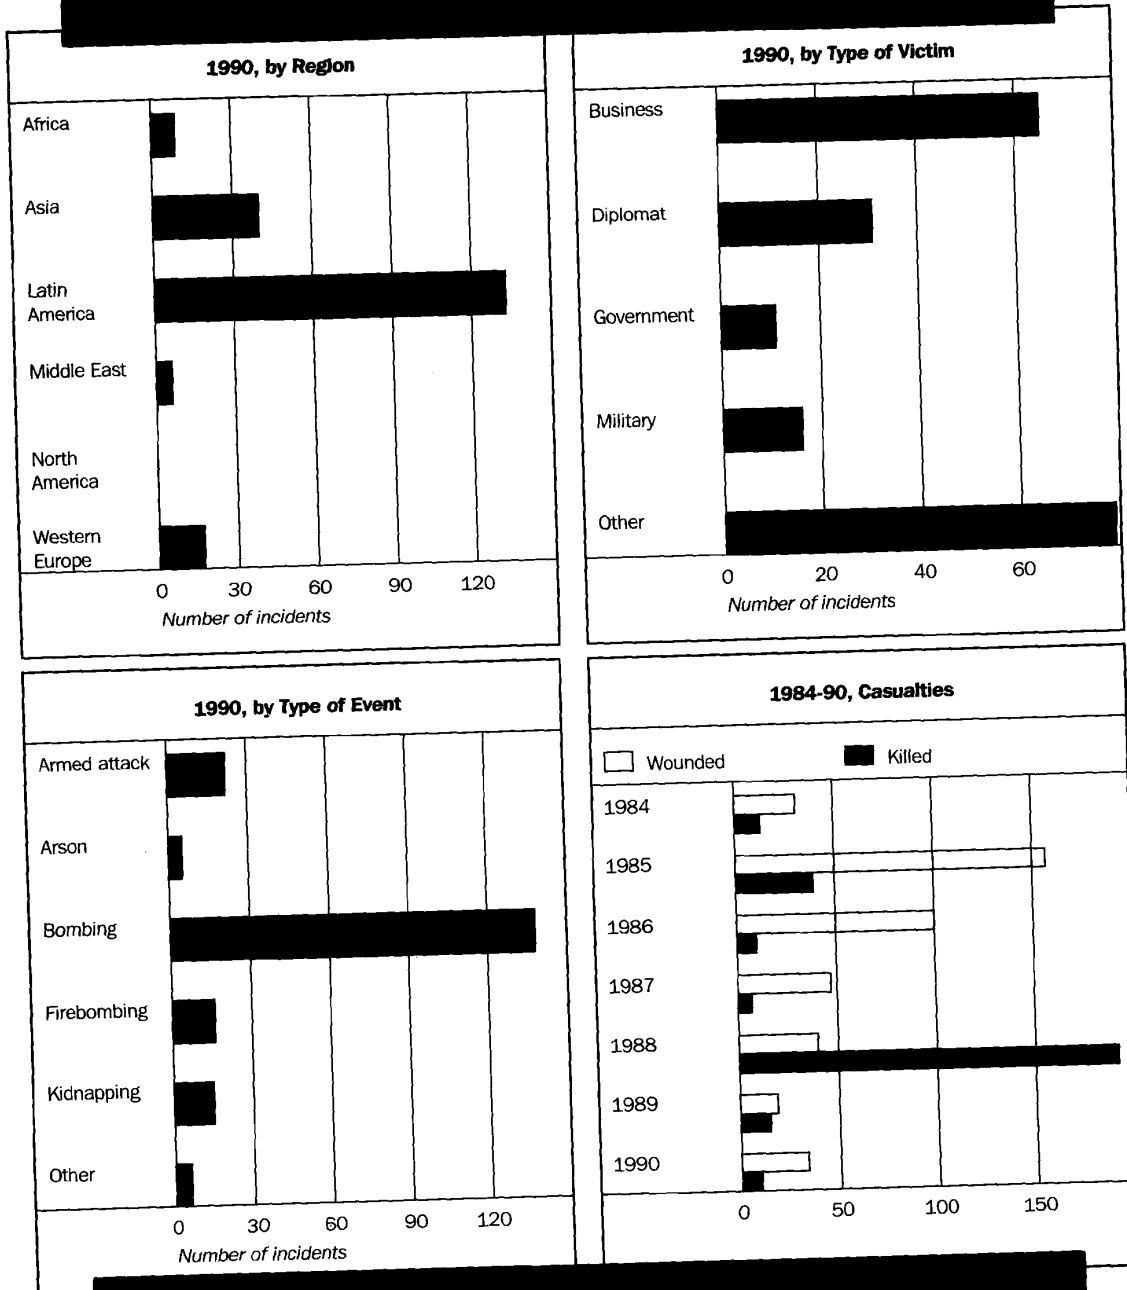 1990, by Region
Africa
Asia
Latin
America
Middle East
North
America
Western
Europe
0 30 60 90 120
Number of incidents
1990, by Type of Victim
Business
Diplomat
Government
Military
Other
0 20 40 60
Number of incidents
1990, by Type of Event
Armed attack
Arson
Bombing
Firebombing
Kidnapping
Other
0 30 60 90 120
Number of incidents
1984-90, Casualties
Wounded Killed
1984
1985
1986
1987
1988
1989
1990
0 50 100 150